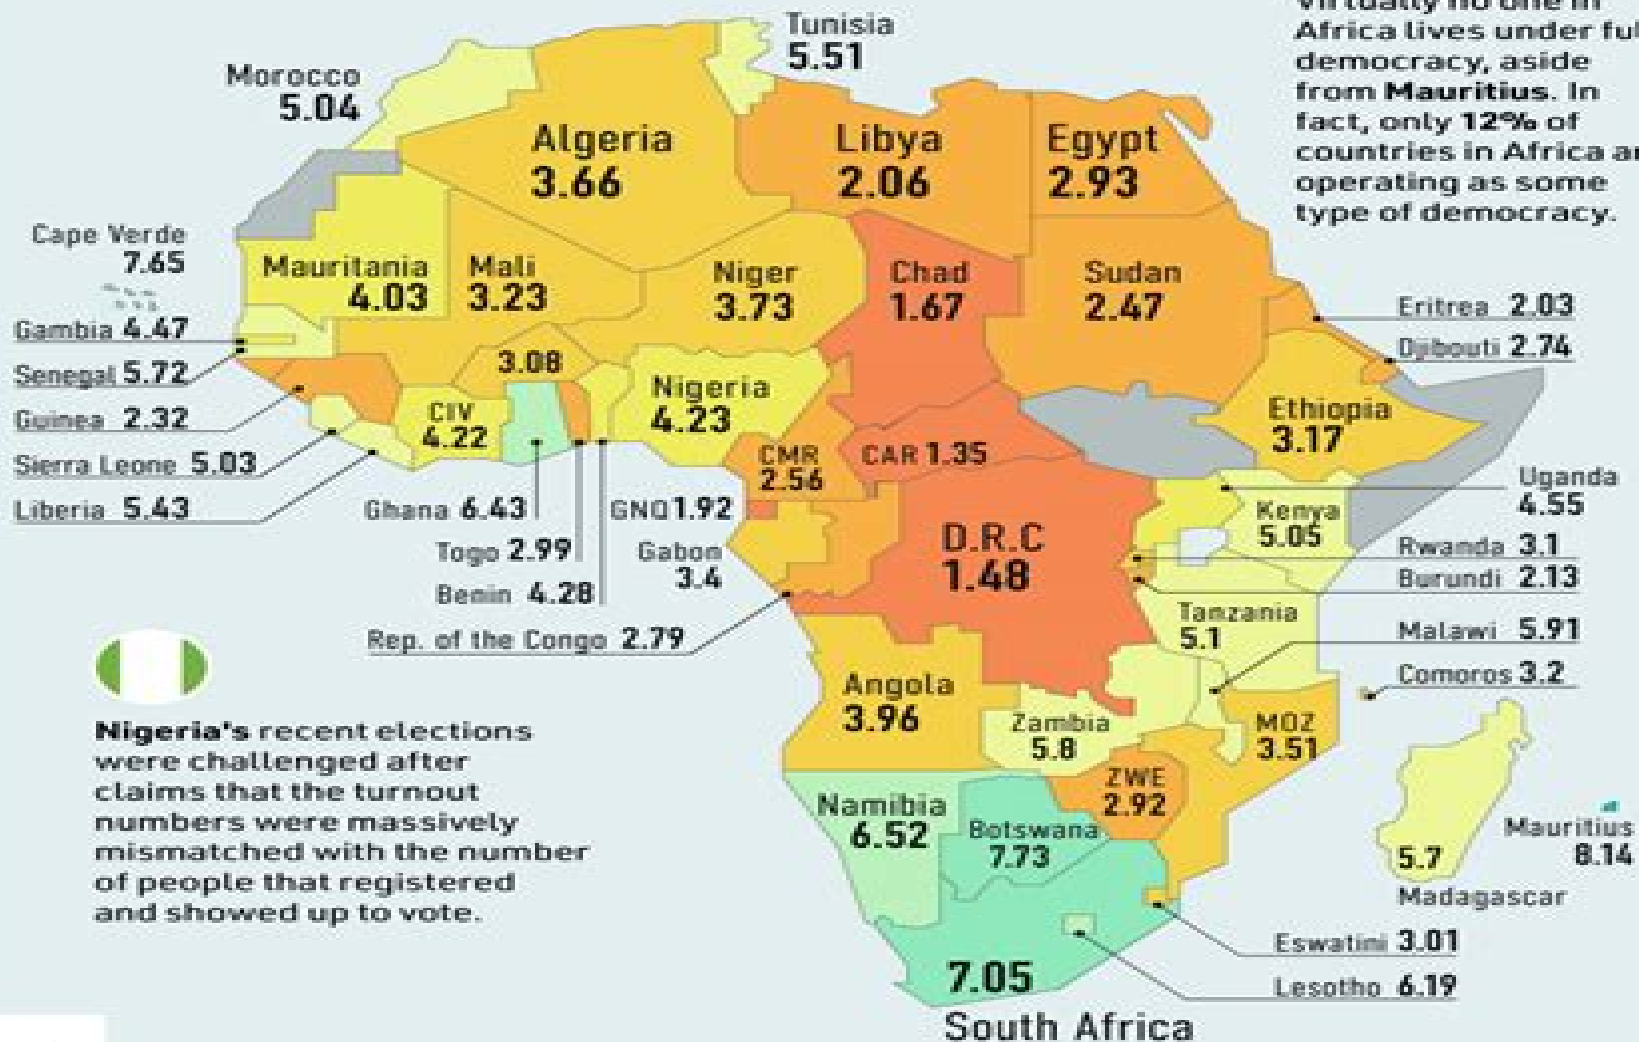 Virtually no one in
Africa lives under ful
democracy, aside
from Mauritius. In
fact, only 12% of
countries in Africa ar
operating as some
type of democracy.
Tunisia
5.51
Morocco
5.04
Algeria
3.66
Libya
2.06
Egypt
2.93
Cape Verde
7.65
Mauritania
4.03
Mali
3.23
Niger
3.73
Chad
1.67
Sudan
2.47
Eritrea 2.03
Djibouti 2.74
Gambia 4.47
Senegal 5.72
Guinea 2.32
Sierra Leone 5.03
Liberia 5.43
3.08
CIV
4.22
Nigeria
4.23
Ethiopia
3.17
CMR
2.56
CAR 1.35
Uganda
4.55
Kenya
5.05
Ghana 6.43
GNQ 1.92
Togo 2.99
Gabon
3.4
Benin 4.28
D.R.C
1.48
Rwanda 3.1
Burundi 2.13
Rep. of the Congo 2.79
Tanzania
5.1
Malawi 5.91
Comoros 3.2
Angola
3.96
Zambia
5.8
MOZ
3.51
ZWE
2.92
Namibia
6.52
Botswana
7.73
Mauritius
8.14
5.7
Madagascar
Eswatini 3.01
Lesotho 6.19
7.05
South Africa
Nigeria's recent elections
were challenged after
claims that the turnout
numbers were massively
mismatched with the number
of people that registered
and showed up to vote.